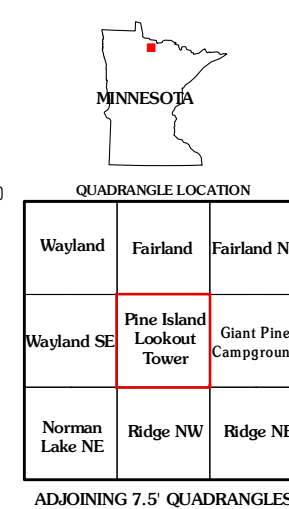 MINNESOTA
QUADRANGLE LOCATION
Wayland
Fairland
Fairland N
Wayland SE
Pine Island
Lookout
Tower
Giant Pine
Campgroun
Norman
Lake NE
Ridge NW
Ridge NE
ADJOINING 7.5' QUADRANGLES